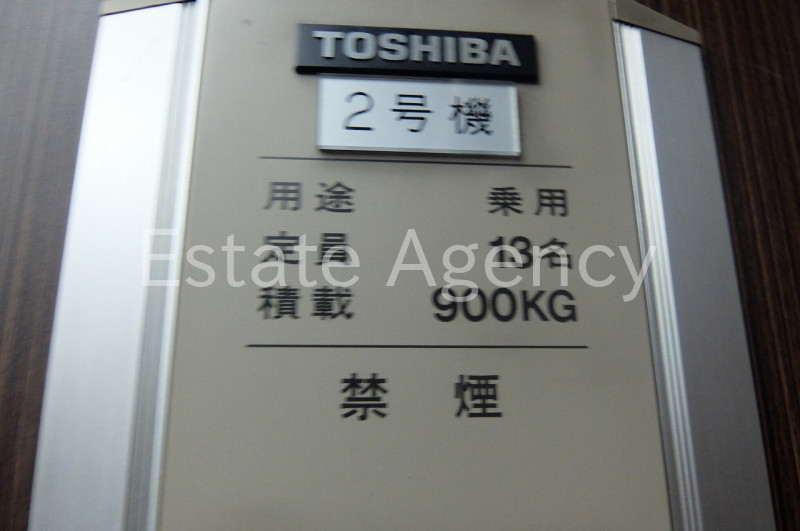 TOSHIBA
2号機
用途 乗用
定員 13名
Estate Agency
積載 900KG
禁煙